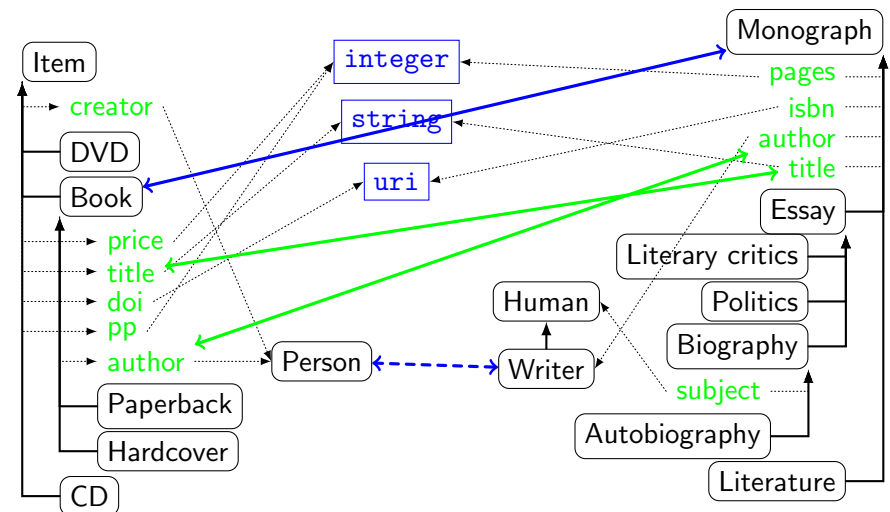 Item
creator
DVD
Book
price
title
doi
pp
author
Paperback
Hardcover
CD
integer
string
uri
Person
Human
Writer
Monograph
pages
isbn
author
title
Essay
Literary critics
Politics
Biography
subject
Autobiography
Literature